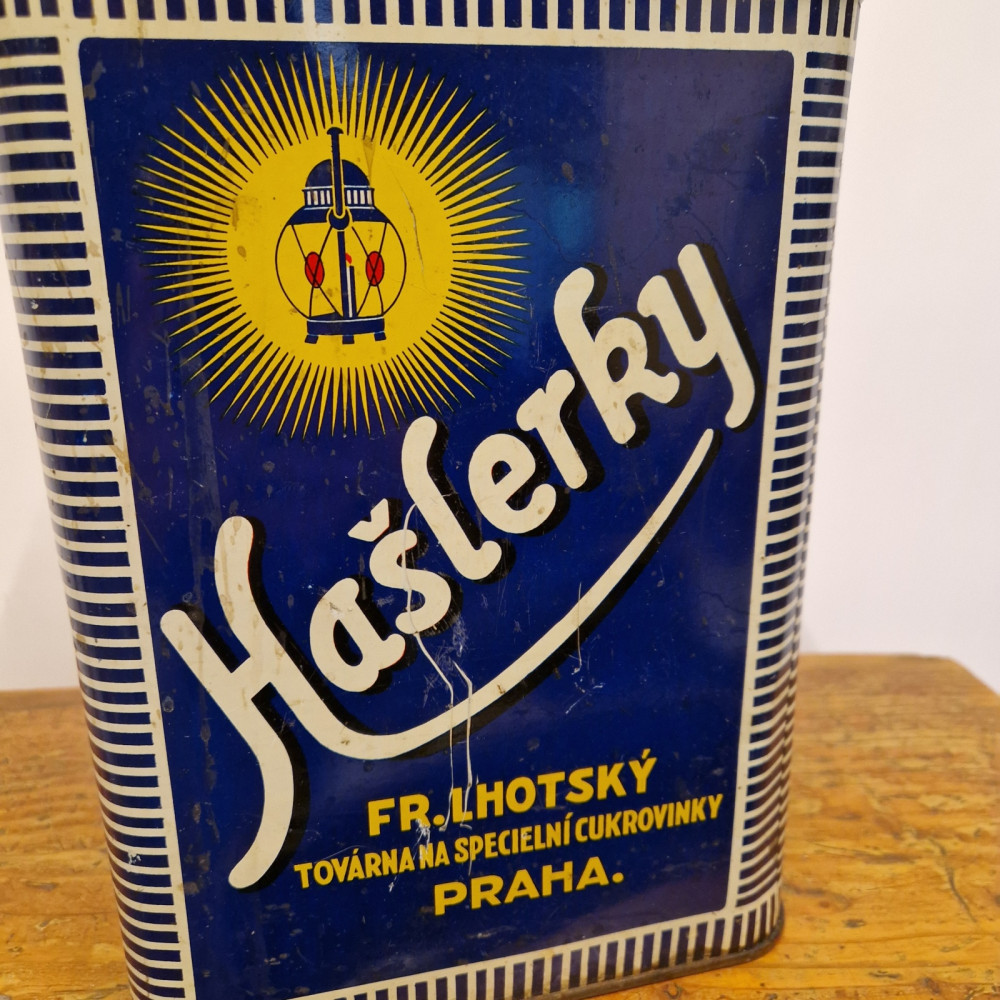 Hašlerky
FR. LHOTSKÝ
TOVÁRNA NA SPECIELNÍ CUKROVINKY
PRAHA.